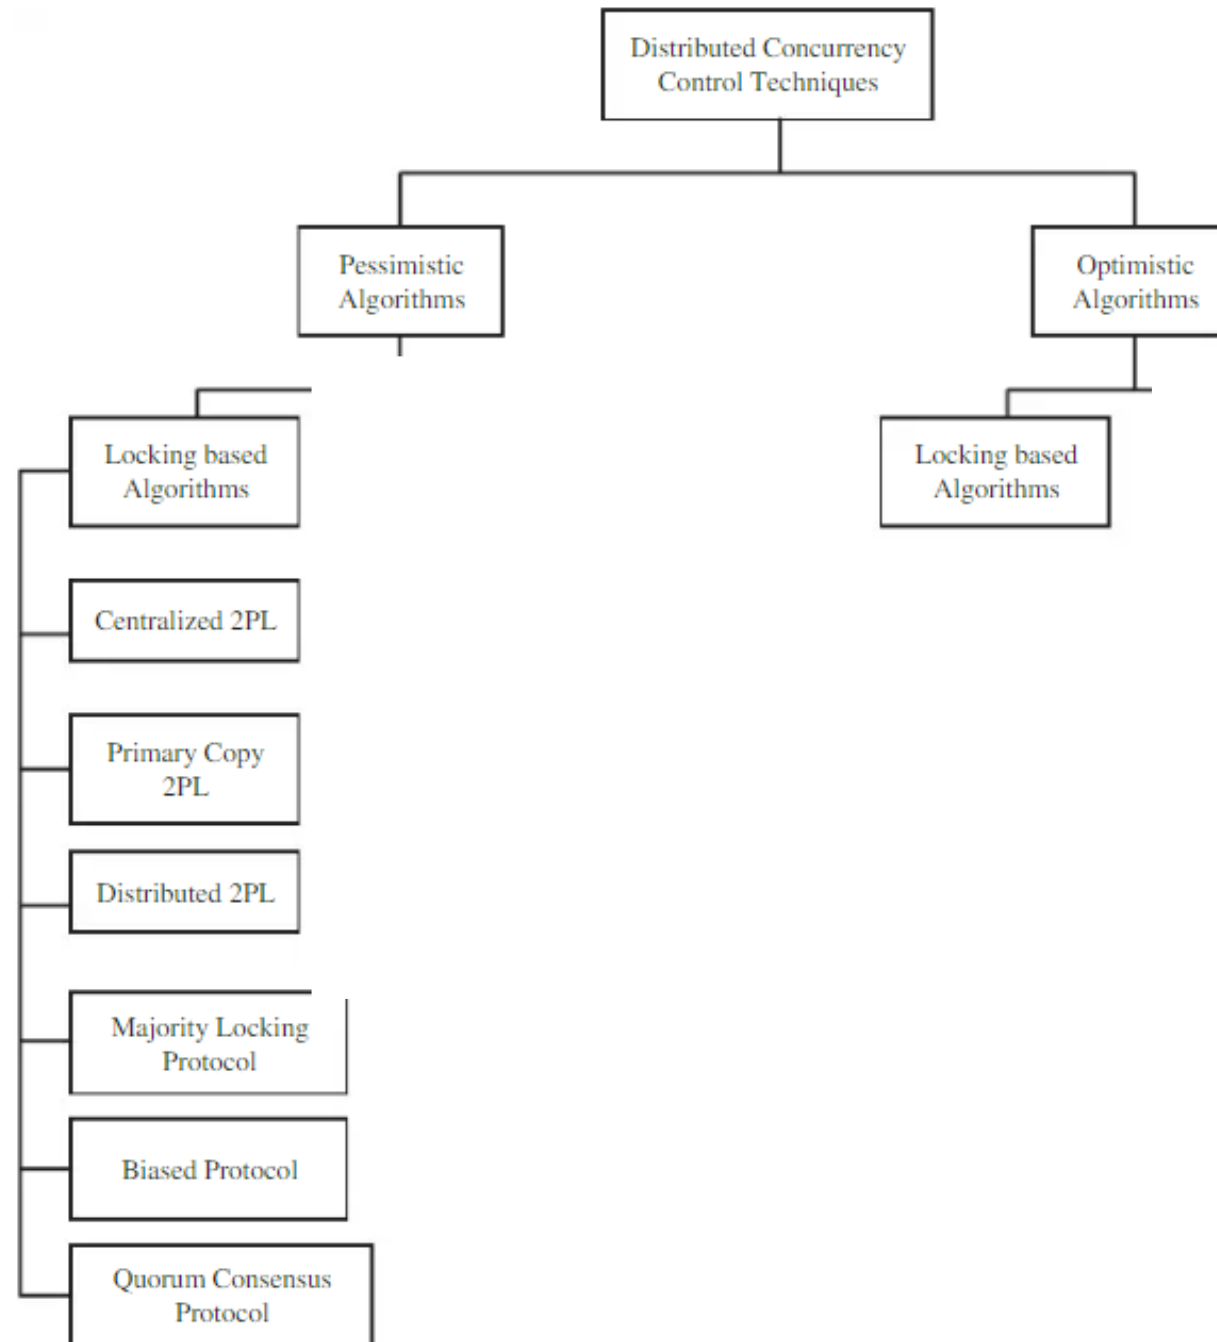 Distributed Concurrency
Control Techniques
Pessimistic
Algorithms
Optimistic
Algorithms
Locking based
Algorithms
Locking based
Algorithms
Centralized 2PL
Primary Copy
2PL
Distributed 2PL
Majority Locking
Protocol
Biased Protocol
Quorum Consensus
Protocol